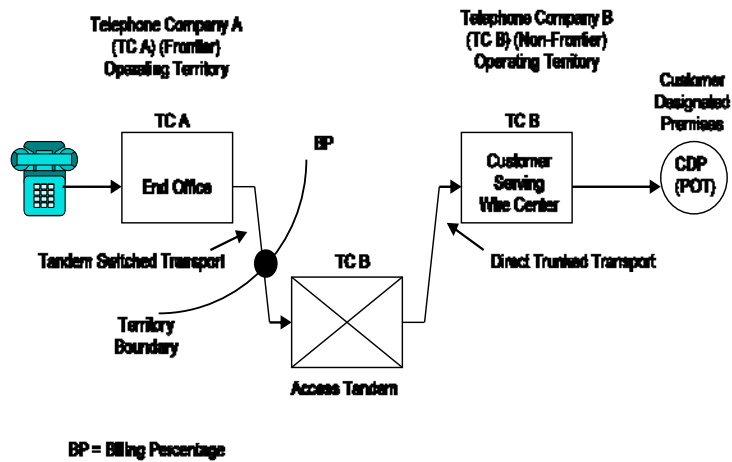 Telephone Company A
(TC A) (Frontier)
Operating Territory
Telephone Company B
(TC B) (Non-Frontier)
Operating Territory
Customer
Designated
Premises
TC A
End Office
BP
TC B
Customer
Serving
Wire Center
CDP
(POT)
Tandem Switched Transport
TC B
Direct Trunked Transport
Territory
Boundary
Access Tandem
BP = Billing Percentage